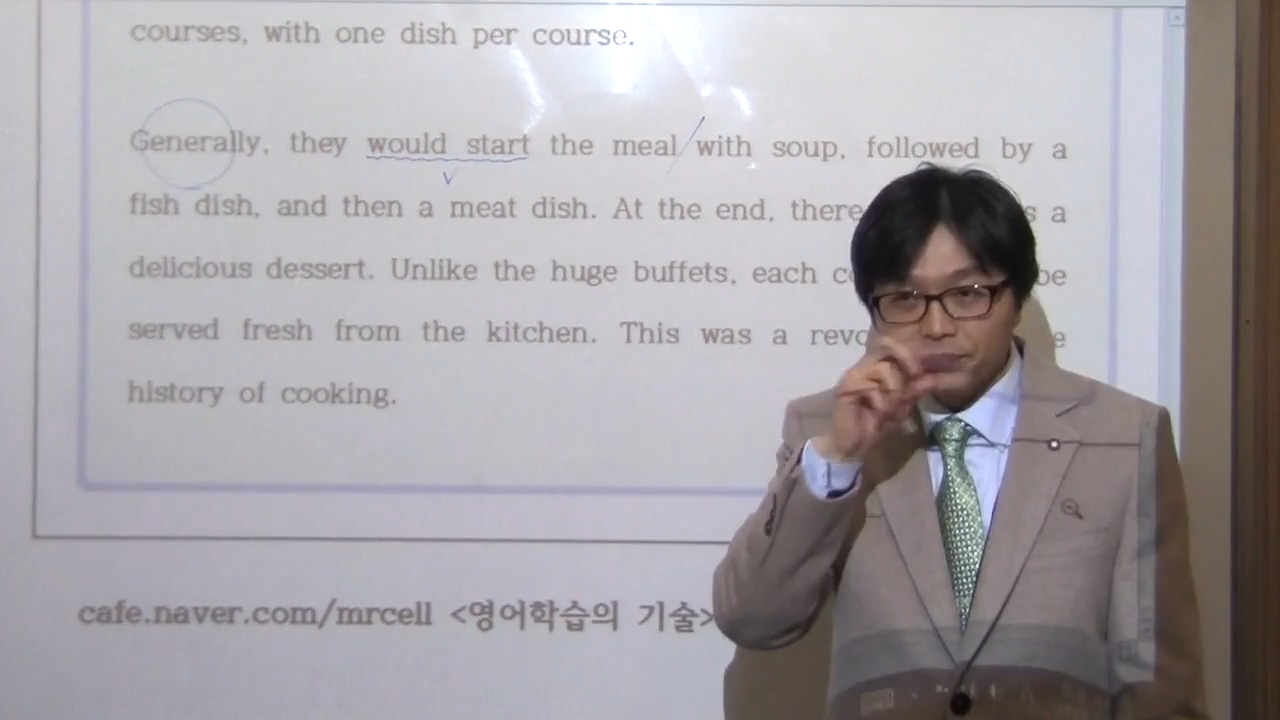 courses, with one dish per course.
Generally, they would start the meal with soup, followed by a
fish dish, and then a meat dish. At the end, there a
delicious dessert. Unlike the huge buffets, each be
served fresh from the kitchen. This was a
history of cooking.
cafe.naver.com/mrcell <영어학습의 기술>